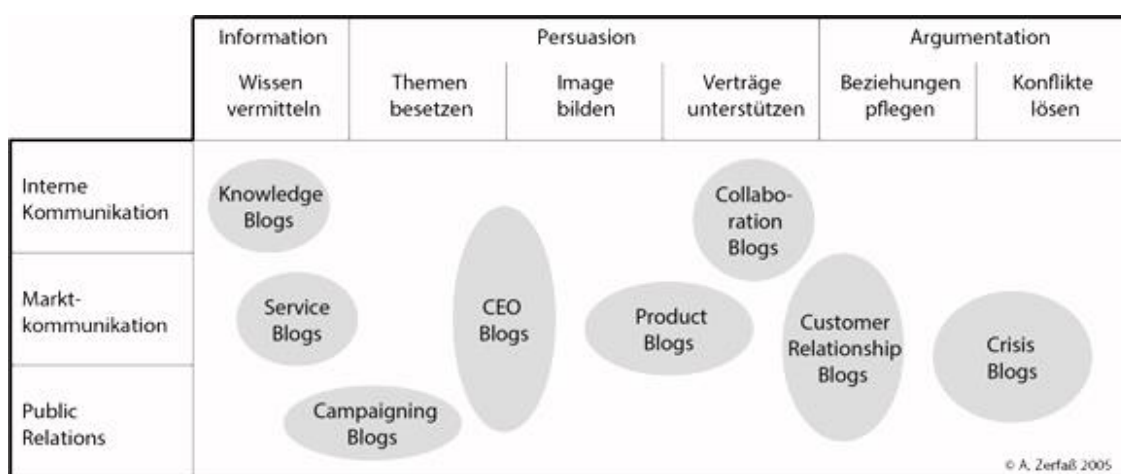 Information Persuasion Argumentation
Wissen vermitteln
Themen besetzen
Image bilden
Verträge unterstützen
Beziehungen pflegen
Konflikte lösen
Interne
Kommunikation
Knowledge
Blogs
Collabo-
ration
Blogs
Markt-
kommunikation
Service
Blogs
CEO
Blogs
Product
Blogs
Customer
Relationship
Blogs
Crisis
Blogs
Public
Relations
Campaigning
Blogs
© A. Zerfaß 2005